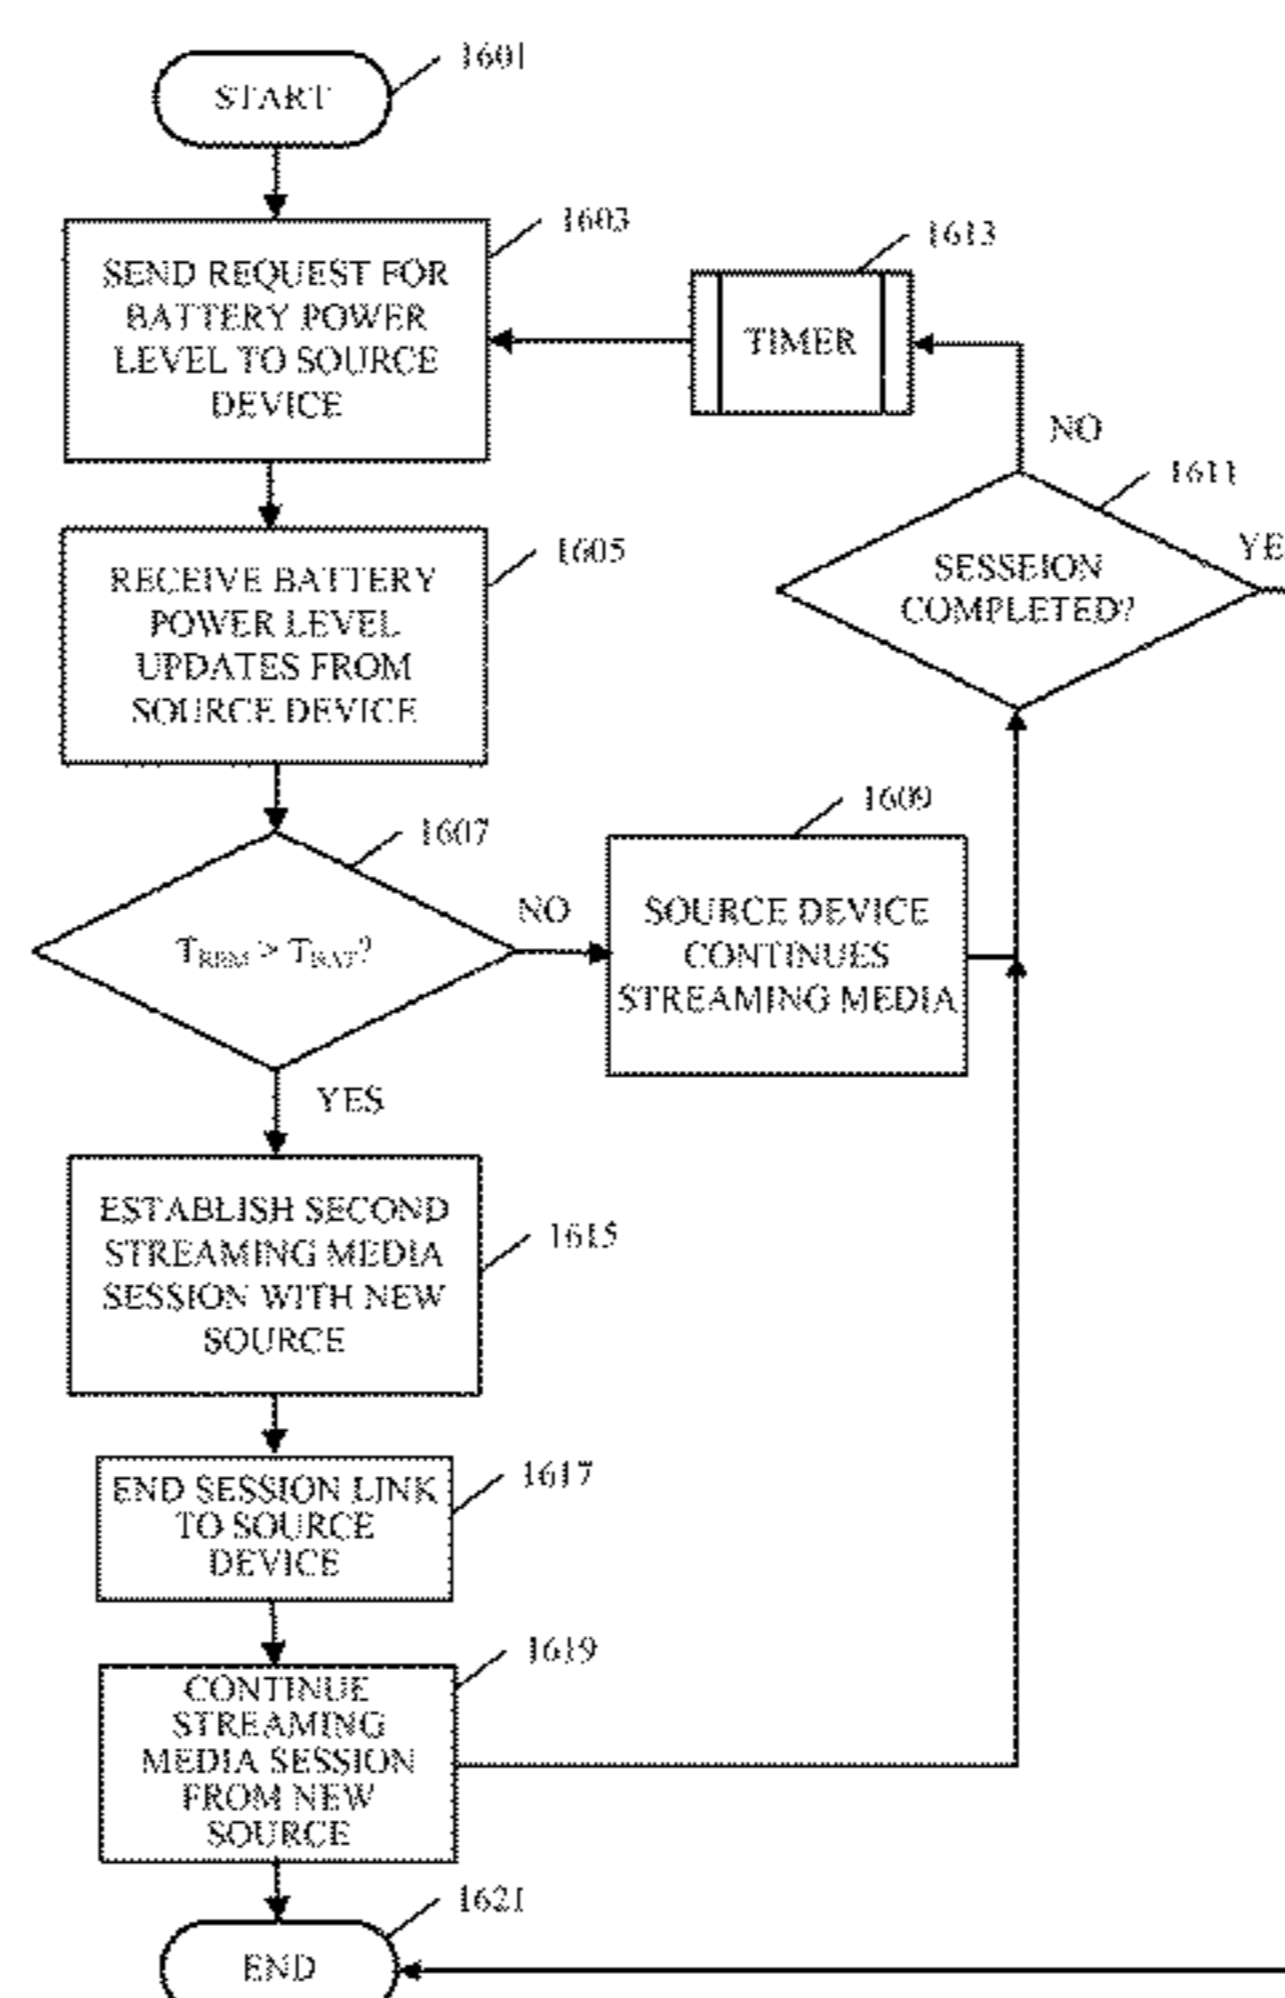 1601
START
1603
SEND REQUEST FOR
BATTERY POWER
LEVEL TO SOURCE
DEVICE
1613
TIMER
NO
1611
SESSEION
COMPLETED?
YE
1605
RECEIVE BATTERY
POWER LEVEL
UPDATES FROM
SOURCE DEVICE
1607
T_REM > T_BAT?
NO
1609
SOURCE DEVICE
CONTINUES
STREAMING MEDIA
YES
1615
ESTABLISH SECOND
STREAMING MEDIA
SESSION WITH NEW
SOURCE
1617
END SESSION LINK
TO SOURCE
DEVICE
1619
CONTINUE
STREAMING
MEDIA SESSION
FROM NEW
SOURCE
1621
END